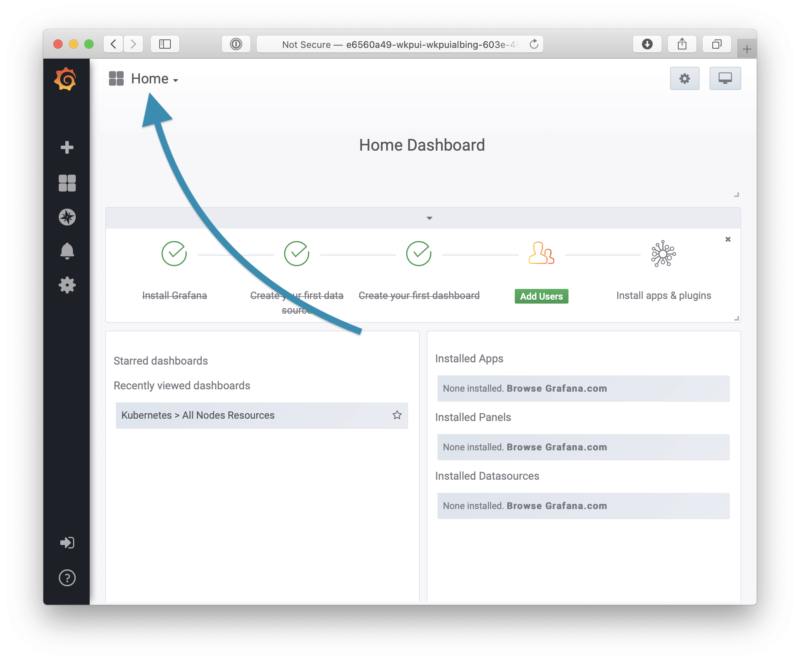 Not Secure — e6560a49-wkpui-wkpuialbing-603e-4
Home
Home Dashboard
Install Grafana
Create your first data
source
Create your first dashboard
Add Users
Install apps & plugins
Starred dashboards
Recently viewed dashboards
Kubernetes > All Nodes Resources
Installed Apps
None installed. Browse Grafana.com
Installed Panels
None installed. Browse Grafana.com
Installed Datasources
None installed. Browse Grafana.com